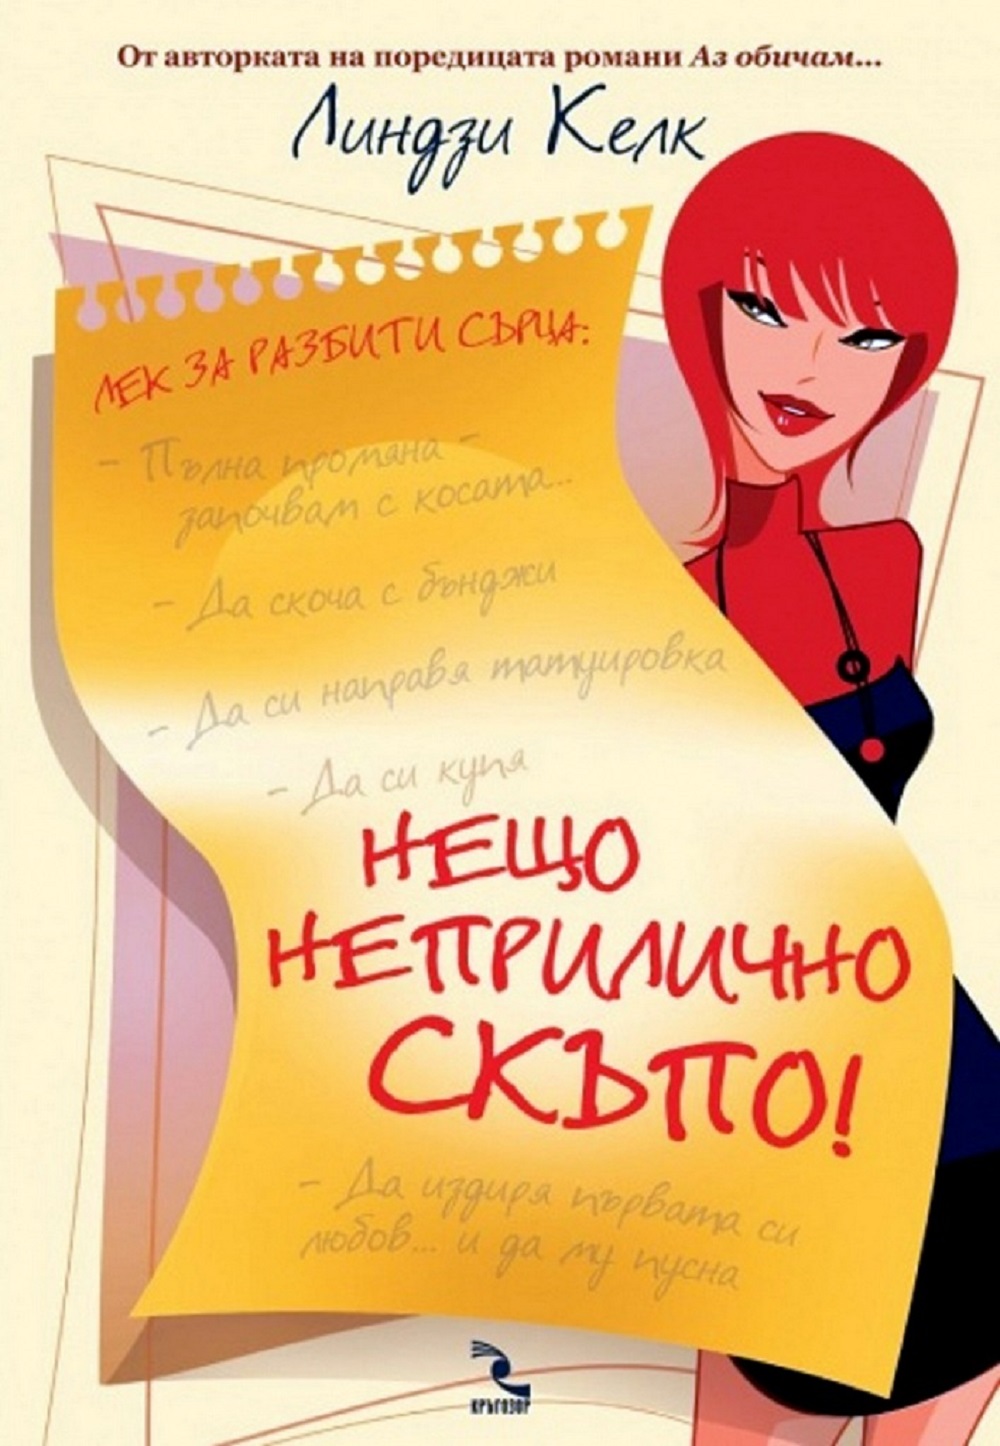 От авторката на поредицата романи Аз обичам...
Линдзи Келк
ЛЕК ЗА РАЗБИТИ СЪРЦА:
- Пълна промяна -
започвам с косата...
- Да скоча с бънджи
- Да си направя татуировка
- Да си купя
НЕЩО
НЕПРИЛИЧНО
СКЪПО!
- Да издиря първата си
любов... и да му пусна
КРЪГОЗОР